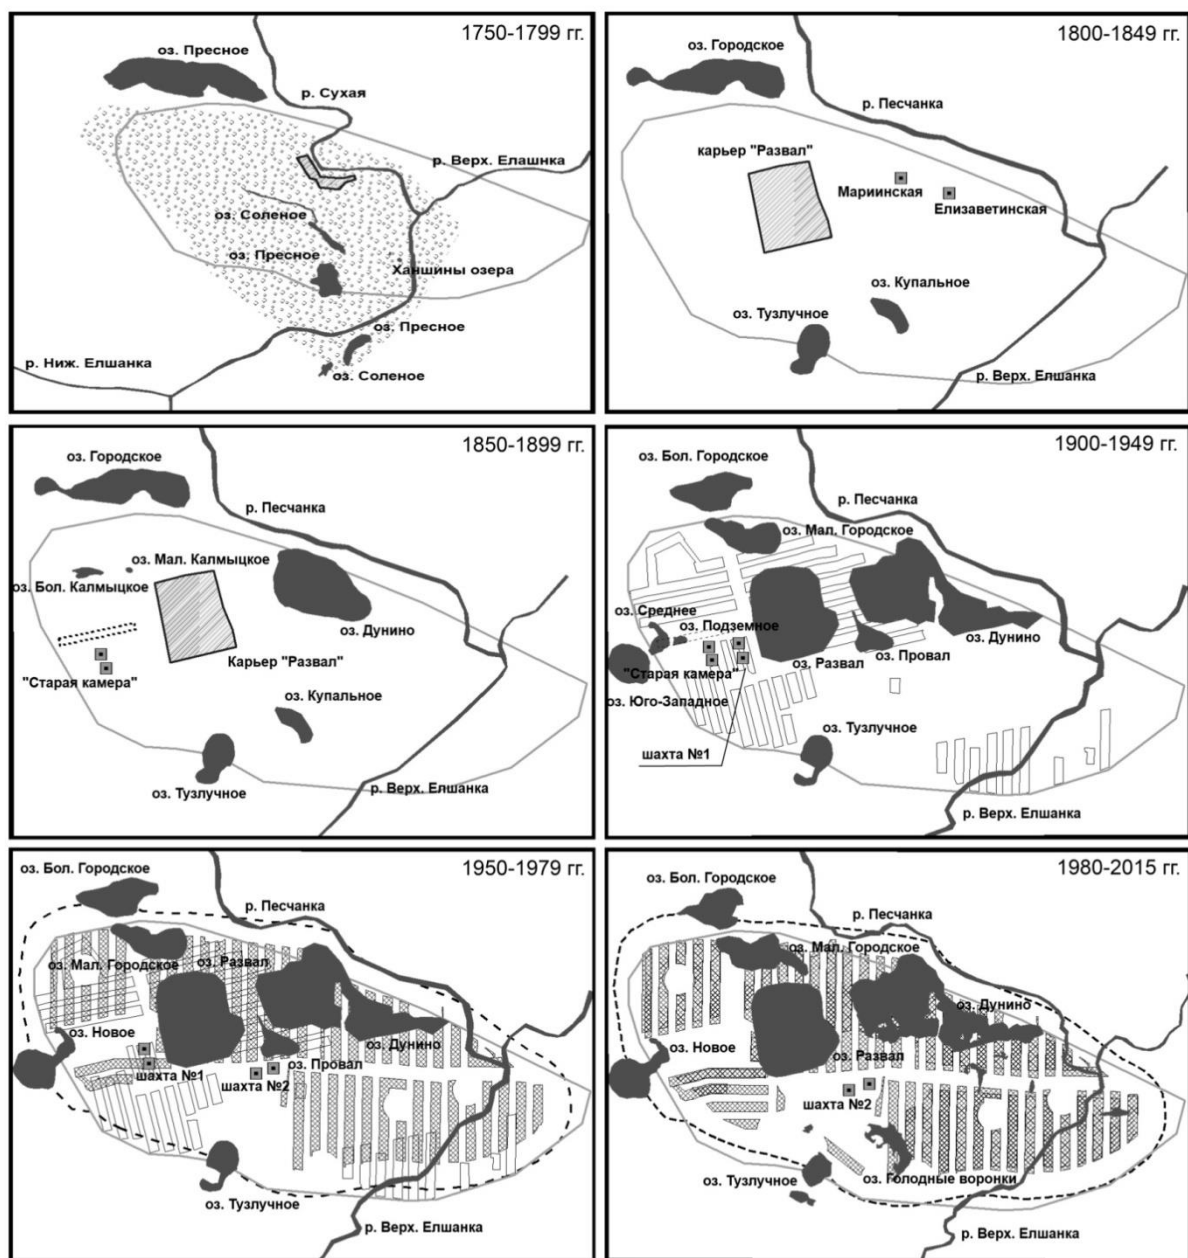 1750-1799 гг.
оз. Пресное
р. Сухая
р. Верх. Елашнка
оз. Соленое
оз. Пресное
Ханшины озера
оз. Пресное
р. Ниж. Елшанка
оз. Соленое
1800-1849 гг.
оз. Городское
р. Песчанка
карьер "Развал"
Мариинская
Елизаветинская
оз. Купальное
оз. Тузлучное
р. Верх. Елшанка
1850-1899 гг.
оз. Городское
р. Песчанка
оз. Мал. Калмыцкое
оз. Бол. Калмыцкое
оз. Дунино
Карьер "Развал"
"Старая камера"
оз. Купальное
оз. Тузлучное
р. Верх. Елшанка
1900-1949 гг.
оз. Бол. Городское
р. Песчанка
оз. Мал. Городское
оз. Среднее
оз. Подземное
оз. Дунино
оз. Провал
оз. Развал
"Старая камера"
оз. Юго-Западное
оз. Тузлучное
шахта №1
р. Верх. Елшанка
1950-1979 гг.
оз. Бол. Городское
р. Песчанка
оз. Мал. Городское
оз. Развал
оз. Новое
оз. Дунино
оз. Провал
шахта №1
шахта №2
оз. Тузлучное
р. Верх. Елшанка
1980-2015 гг.
оз. Бол. Городское
р. Песчанка
оз. Мал. Городское
оз. Дунино
оз. Новое
оз. Развал
шахта №2
оз. Тузлучное
оз. Голодные воронки
р. Верх. Елшанка